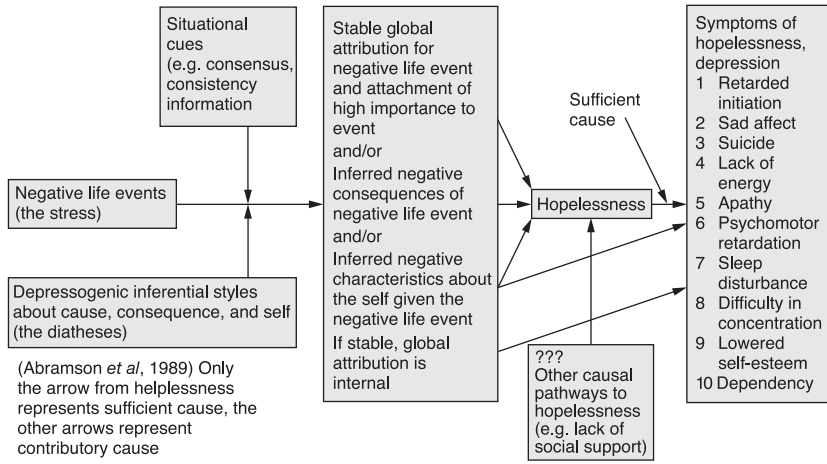 Situational
cues
(e.g. consensus,
consistency
information
Negative life events
(the stress)
Depressogenic inferential styles
about cause, consequence, and self
(the diatheses)
(Abramson et al, 1989) Only
the arrow from helplessness
represents sufficient cause, the
other arrows represent
contributory cause
Stable global
attribution for
negative life event
and attachment of
high importance to
event
and/or
Inferred negative
consequences of
negative life event
and/or
Inferred negative
characteristics about
the self given the
negative life event
If stable, global
attribution is
internal
Sufficient
cause
Hopelessness
???
Other causal
pathways to
hopelessness
(e.g. lack of
social support)
Symptoms of
hopelessness,
depression
1 Retarded
initiation
2 Sad affect
3 Suicide
4 Lack of
energy
5 Apathy
6 Psychomotor
retardation
7 Sleep
disturbance
8 Difficulty in
concentration
9 Lowered
self-esteem
10 Dependency